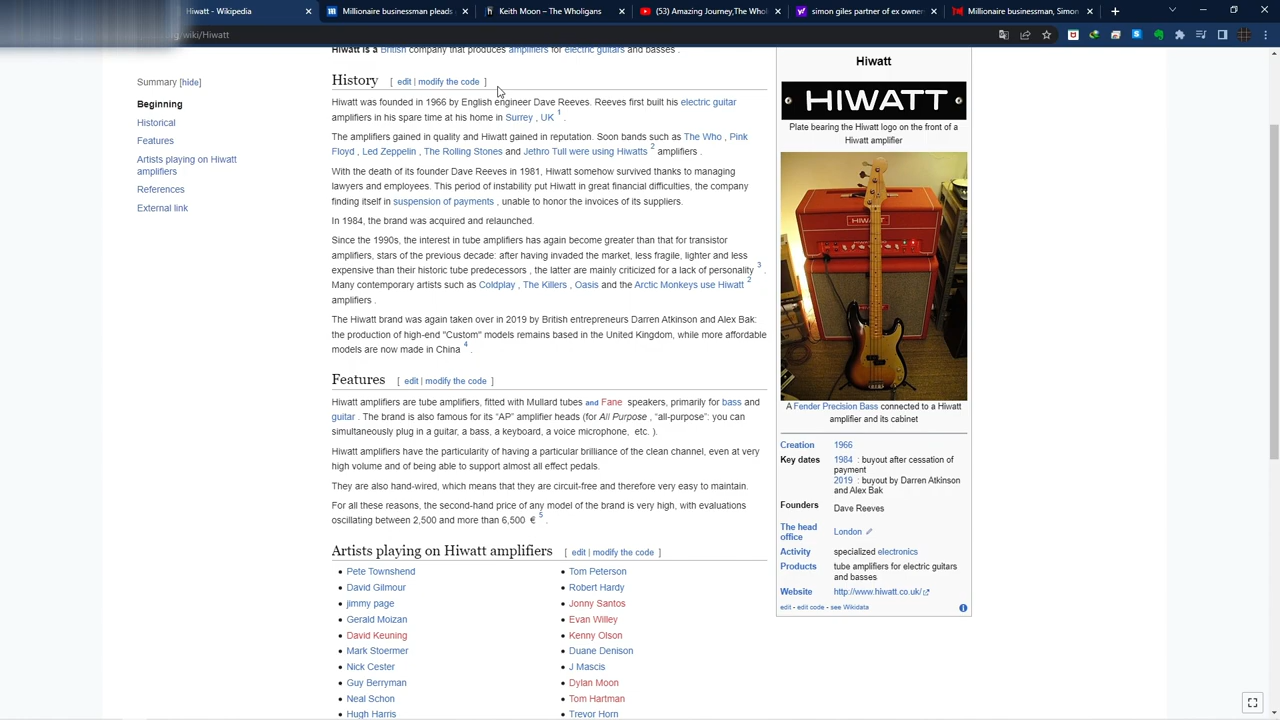 Died in a musician's pads
Keith Moon - Wikipedia
(53) Amazing Journey,The Who
simon giles partner of ex creat
Millionaire businessman, Simon
/wiki/Hiwatt
Hiwatt is a British company that produces amplifiers for electric guitars and basses .
Summary [hide]
Beginning
Historical
Features
Artists playing on Hiwatt
amplifiers
References
External link
History [ edit | modify the code ]
Hiwatt was founded in 1966 by English engineer Dave Reeves. Reeves first built his electric guitar
amplifiers in his spare time at his home in Surrey , UK 1 .
The amplifiers gained in quality and Hiwatt gained in reputation. Soon bands such as The Who , Pink
Floyd , Led Zeppelin , The Rolling Stones and Jethro Tull were using Hiwatts 2 amplifiers .
With the death of its founder Dave Reeves in 1981, Hiwatt somehow survived thanks to managing
lawyers and employees. This period of instability put Hiwatt in great financial difficulties, the company
finding itself in suspension of payments , unable to honor the invoices of its suppliers.
In 1984, the brand was acquired and relaunched.
Since the 1990s, the interest in tube amplifiers has again become greater than that for transistor
amplifiers, stars of the previous decade: after having invaded the market, less fragile, lighter and less
expensive than their historic tube predecessors , the latter are mainly criticized for a lack of personality 3 .
Many contemporary artists such as Coldplay , The Killers , Oasis and the Arctic Monkeys use Hiwatt 2
amplifiers .
The Hiwatt brand was again taken over in 2019 by British entrepreneurs Darren Atkinson and Alex Bak:
the production of high-end "Custom" models remains based in the United Kingdom, while more affordable
models are now made in China 4 .
Features [ edit | modify the code ]
Hiwatt amplifiers are tube amplifiers, fitted with Mullard tubes and Fane speakers, primarily for bass and
guitar . The brand is also famous for its “AP” amplifier heads (for All Purpose , “all-purpose”: you can
simultaneously plug in a guitar, a bass, a keyboard, a voice microphone, etc. ).
Hiwatt amplifiers have the particularity of having a particular brilliance of the clean channel, even at very
high volume and of being able to support almost all effect pedals.
They are also hand-wired, which means that they are circuit-free and therefore very easy to maintain.
For all these reasons, the second-hand price of any model of the brand is very high, with evaluations
oscillating between 2,500 and more than 6,500 € 5 .
Artists playing on Hiwatt amplifiers [ edit | modify the code ]
Pete Townshend
David Gilmour
jimmy page
Gerald Moizan
David Keuning
Mark Stoermer
Nick Cester
Guy Berryman
Neal Schon
Hugh Harris
Tom Peterson
Robert Hardy
Jonny Santos
Evan Willey
Kenny Olson
Duane Denison
J Mascis
Dylan Moon
Tom Hartman
Trevor Horn
Hiwatt
HIWATT
Plate bearing the Hiwatt logo on the front of a
Hiwatt amplifier
HIWATT
A Fender Precision Bass connected to a Hiwatt
amplifier and its cabinet
Creation 1966
Key dates 1984 : buyout after cessation of
payment
2019 : buyout by Darren Atkinson
and Alex Bak
Founders Dave Reeves
The head
office London
Activity specialized electronics
Products tube amplifiers for electric guitars
and basses
Website http://www.hiwatt.co.uk/
edit - edit code - see Wikidata